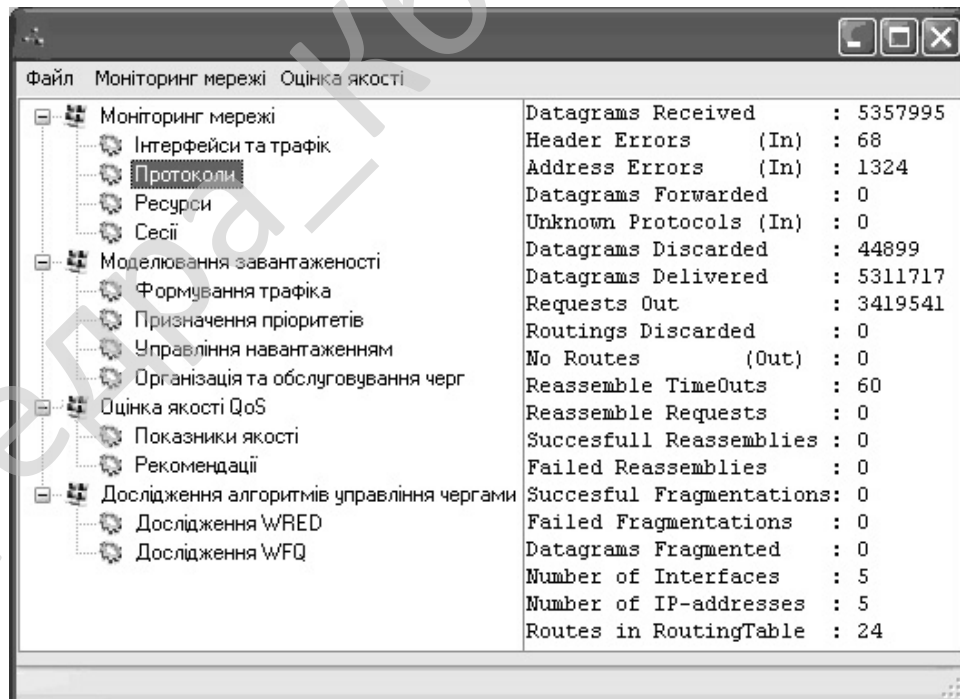 Файл Моніторинг мережі Оцінка якості
Моніторинг мережі
Інтерфейси та трафік
Протоколи
Ресурси
Сесії
Моделювання завантаженості
Формування трафіка
Призначення пріоритетів
Управління навантаженням
Організація та обслуговування черг
Оцінка якості QoS
Показники якості
Рекомендації
Дослідження алгоритмів управління чергами
Дослідження WRED
Дослідження WFQ
Datagrams Received : 5357995
Header Errors (In) : 68
Address Errors (In) : 1324
Datagrams Forwarded : 0
Unknown Protocols (In) : 0
Datagrams Discarded : 44899
Datagrams Delivered : 5311717
Requests Out : 3419541
Routings Discarded : 0
No Routes (Out) : 0
Reassemble TimeOuts : 60
Reassemble Requests : 0
Succesfull Reassemblies : 0
Failed Reassemblies : 0
Succesful Fragmentations: 0
Failed Fragmentations : 0
Datagrams Fragmented : 0
Number of Interfaces : 5
Number of IP-addresses : 5
Routes in RoutingTable : 24